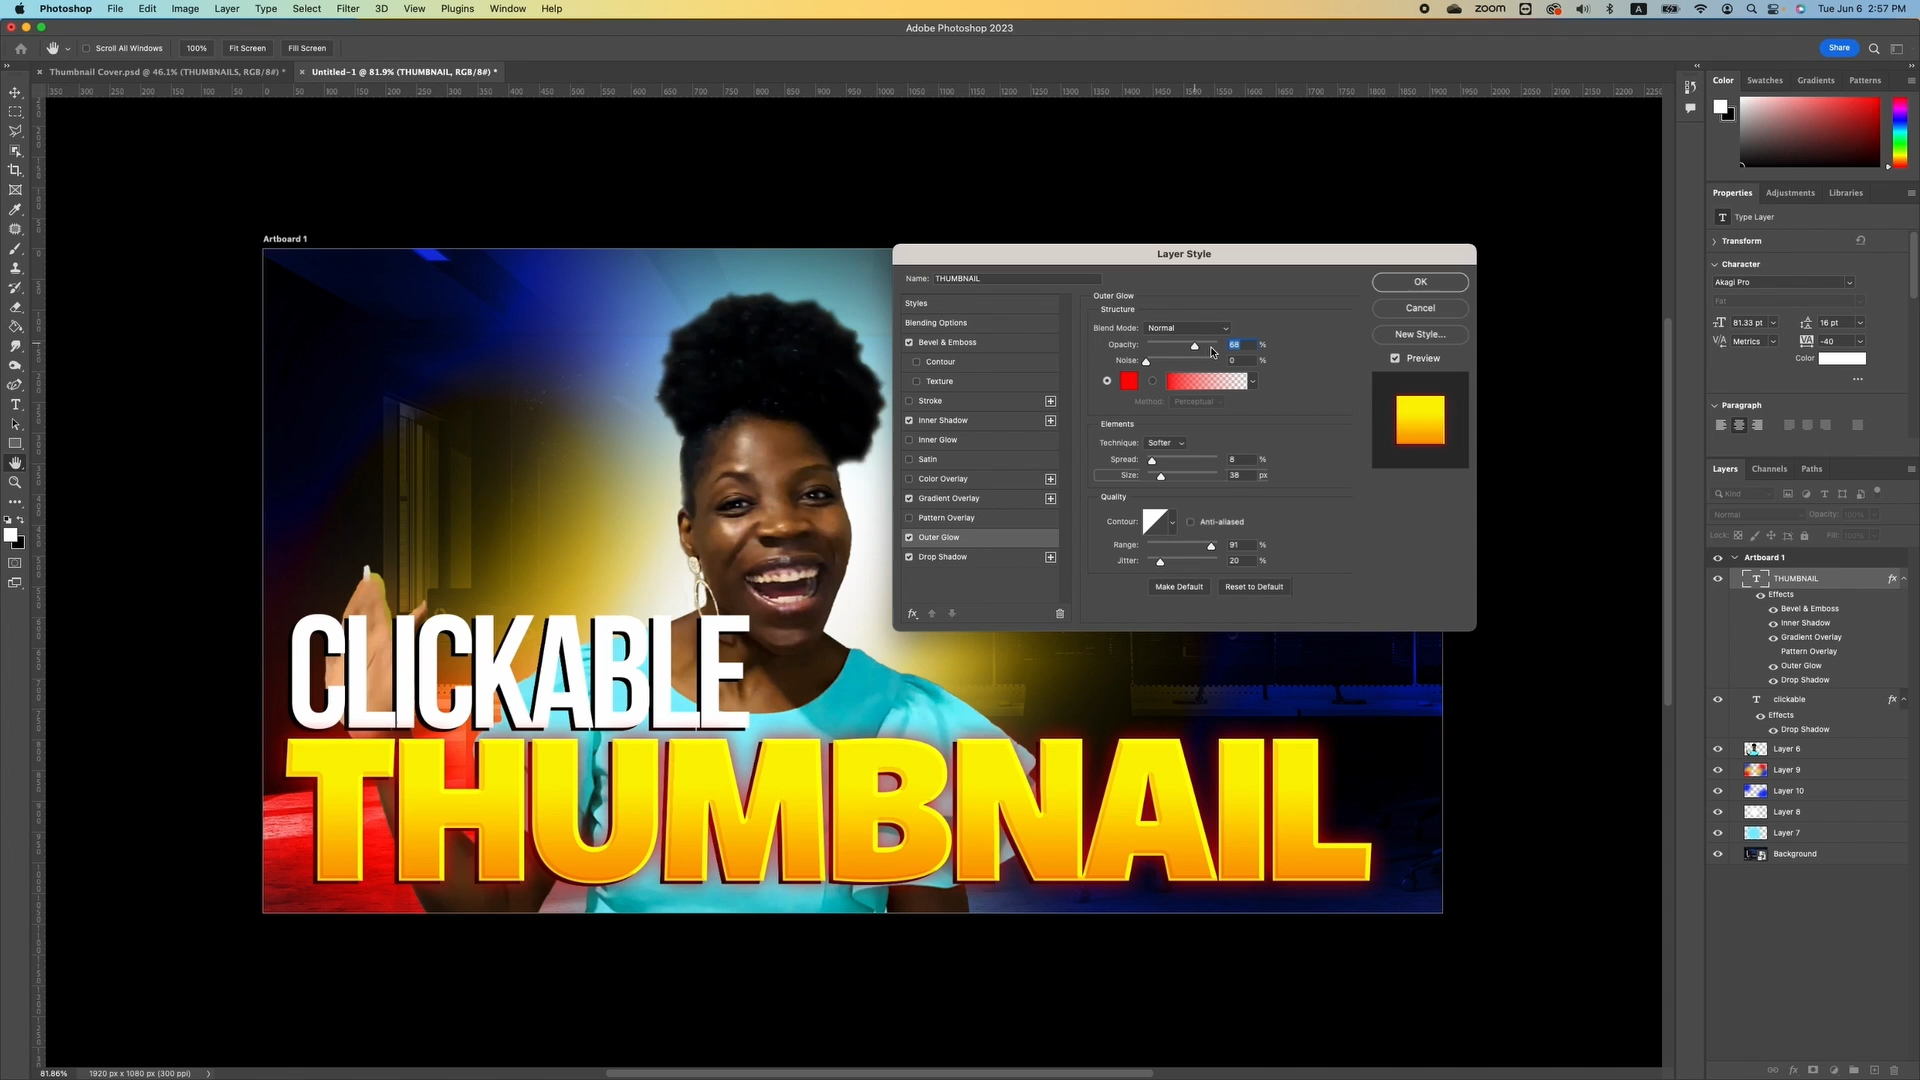 Photoshop File Edit Image Layer Type Select Filter 3D View Plugins Window Help
zoom A Tue Jun 6 2:57 PM
Adobe Photoshop 2023
Scroll All Windows 100% Fit Screen Fill Screen
Share
Thumbnail Cover.psd @ 46.1% (THUMBNAILS, RGB/8#) *
Untitled-1 @ 81.9% (THUMBNAIL, RGB/8#) *
Artboard 1
CLICKABLE
THUMBNAIL
Layer Style
Name: THUMBNAIL
Styles
Blending Options
Bevel & Emboss
Contour
Texture
Stroke
Inner Shadow
Inner Glow
Satin
Color Overlay
Gradient Overlay
Pattern Overlay
Outer Glow
Drop Shadow
fx
Outer Glow
Structure
Blend Mode: Normal
Opacity: 68 %
Noise: 0 %
Method: Perceptual
Elements
Technique: Softer
Spread: 8 %
Size: 38 px
Quality
Contour: Anti-aliased
Range: 91 %
Jitter: 20 %
Make Default Reset to Default
OK
Cancel
New Style...
Preview
Color Swatches Gradients Patterns
Properties Adjustments Libraries
T Type Layer
Transform
Character
Akagi Pro
Fat
81.33 pt 16 pt
Metrics -40
Color
Paragraph
Layers Channels Paths
Kind
Normal Opacity: 100%
Lock: Fill: 100%
Artboard 1
T THUMBNAIL fx
Effects
Bevel & Emboss
Inner Shadow
Gradient Overlay
Pattern Overlay
Outer Glow
Drop Shadow
T clickable fx
Effects
Drop Shadow
Layer 6
Layer 9
Layer 10
Layer 8
Layer 7
Background
81.86% 1920 px x 1080 px (300 ppi)